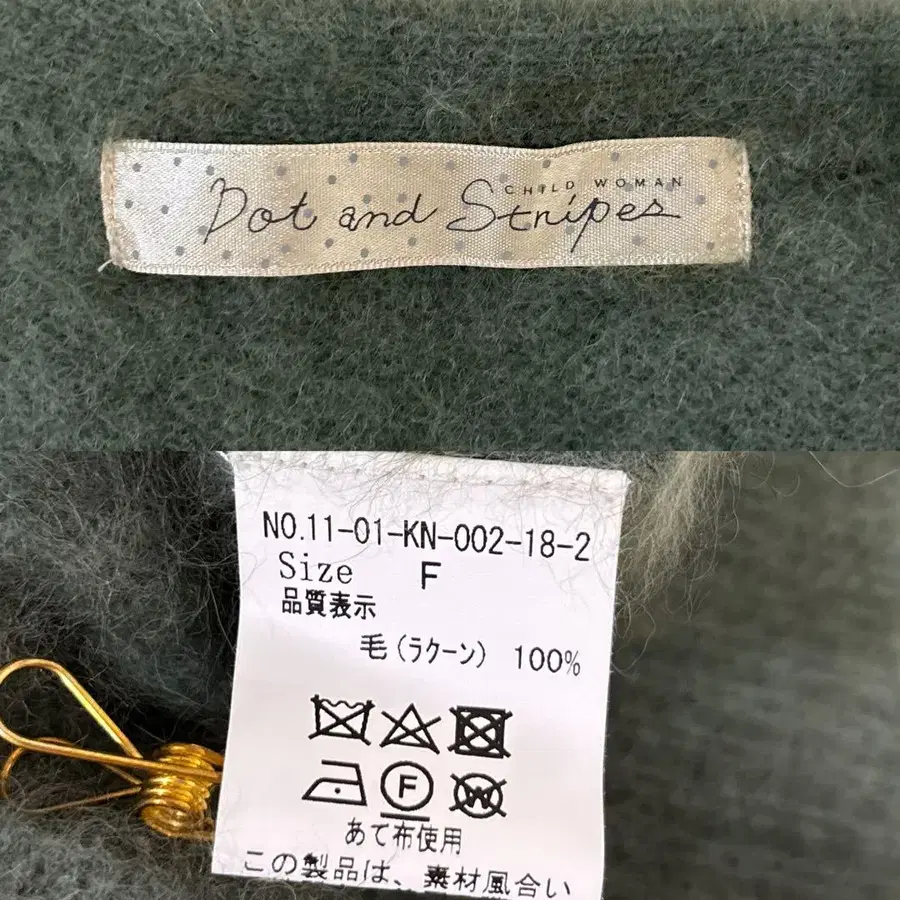 CHILD WOMAN
Dot and Stripes
NO.11-01-KN-002-18-2
Size F
品質表示
毛(ラクーン) 100%
F
W
あて布使用
この製品は、素材風合い